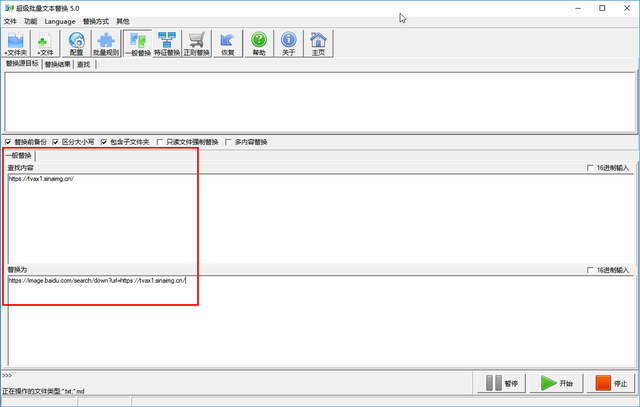 超级批量文本替换 5.0
文件 功能 Language 替换方式 其他
+文件夹 +文件 配置 批量规则 一般替换 特征替换 正则替换 恢复 帮助 关于 主页
替换源目标 替换结果 查找
替换前备份 区分大小写 包含子文件夹 只读文件强制替换 多内容替换
一般替换
查找内容 16进制输入
https://tvax1.sinaimg.cn/
替换为 16进制输入
https://image.baidu.com/search/down?url=https://tvax1.sinaimg.cn/
>>>
暂停 开始 停止
正在操作的文件类型:*.txt;*.md